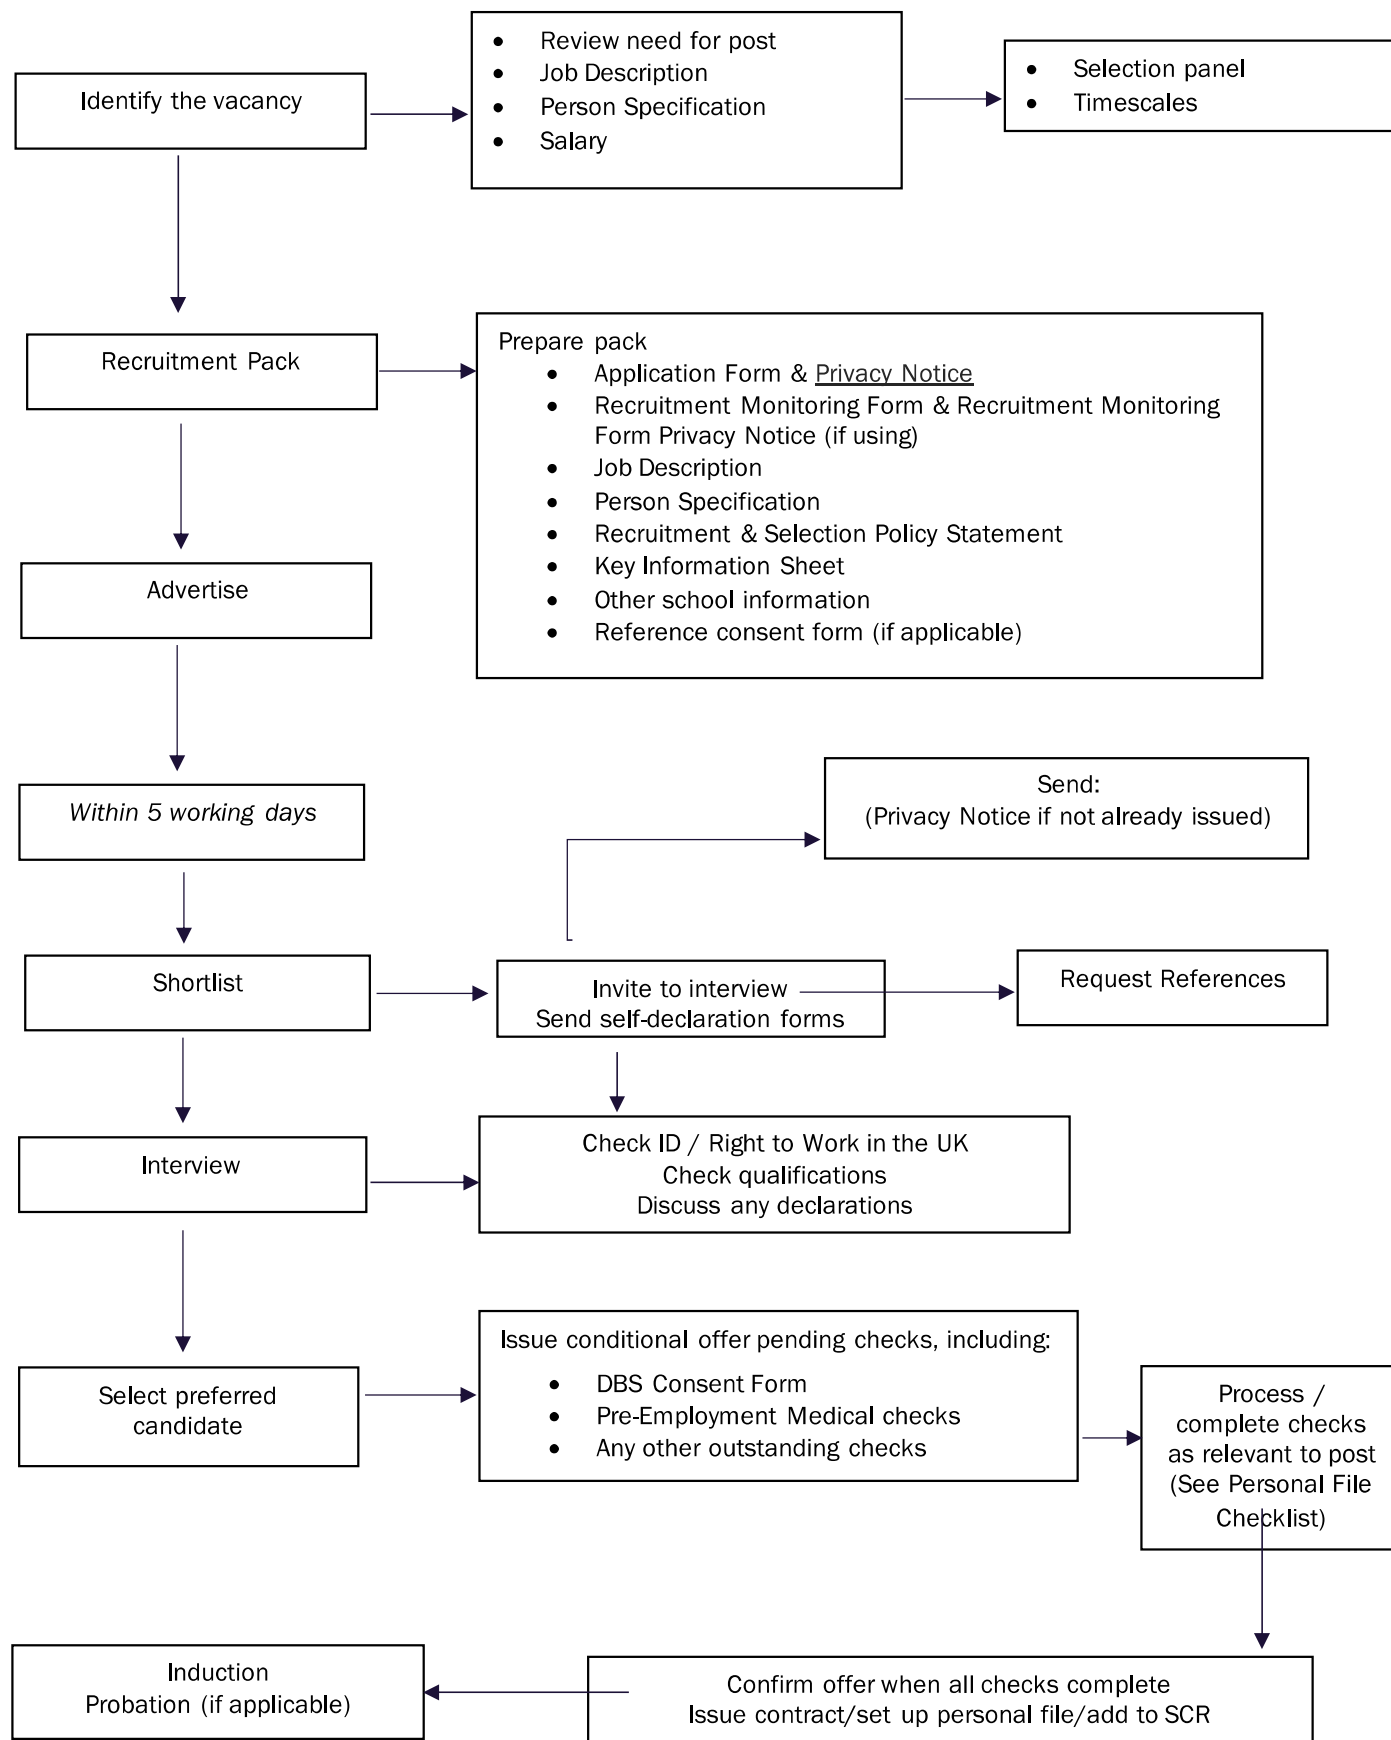 Identify the vacancy
• Review need for post
• Job Description
• Person Specification
• Salary
• Selection panel
• Timescales
Recruitment Pack
Prepare pack
• Application Form & Privacy Notice
• Recruitment Monitoring Form & Recruitment Monitoring
Form Privacy Notice (if using)
• Job Description
• Person Specification
• Recruitment & Selection Policy Statement
• Key Information Sheet
• Other school information
• Reference consent form (if applicable)
Advertise
Within 5 working days
Send:
(Privacy Notice if not already issued)
Shortlist
Invite to interview
Send self-declaration forms
Request References
Interview
Check ID / Right to Work in the UK
Check qualifications
Discuss any declarations
Select preferred
candidate
Issue conditional offer pending checks, including:
• DBS Consent Form
• Pre-Employment Medical checks
• Any other outstanding checks
Process /
complete checks
as relevant to post
(See Personal File
Checklist)
Induction
Probation (if applicable)
Confirm offer when all checks complete
Issue contract/set up personal file/add to SCR